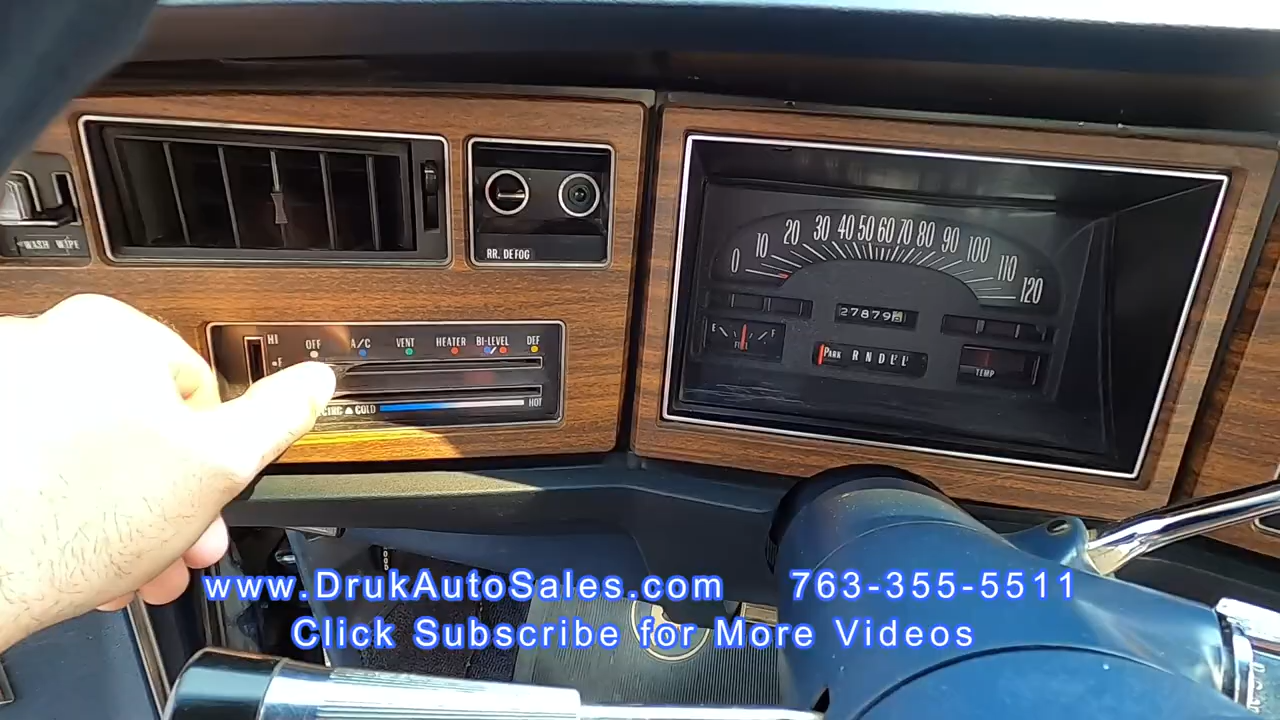 WASH WIPE
RR. DEFOG
HI
OFF A/C VENT HEATER BI-LEVEL DEF
COLD HOT
0 10 20 30 40 50 60 70 80 90 100 110 120
27879
E F
FUEL
PARK R N D L L
TEMP
www.DrukAutoSales.com 763-355-5511
Click Subscribe for More Videos